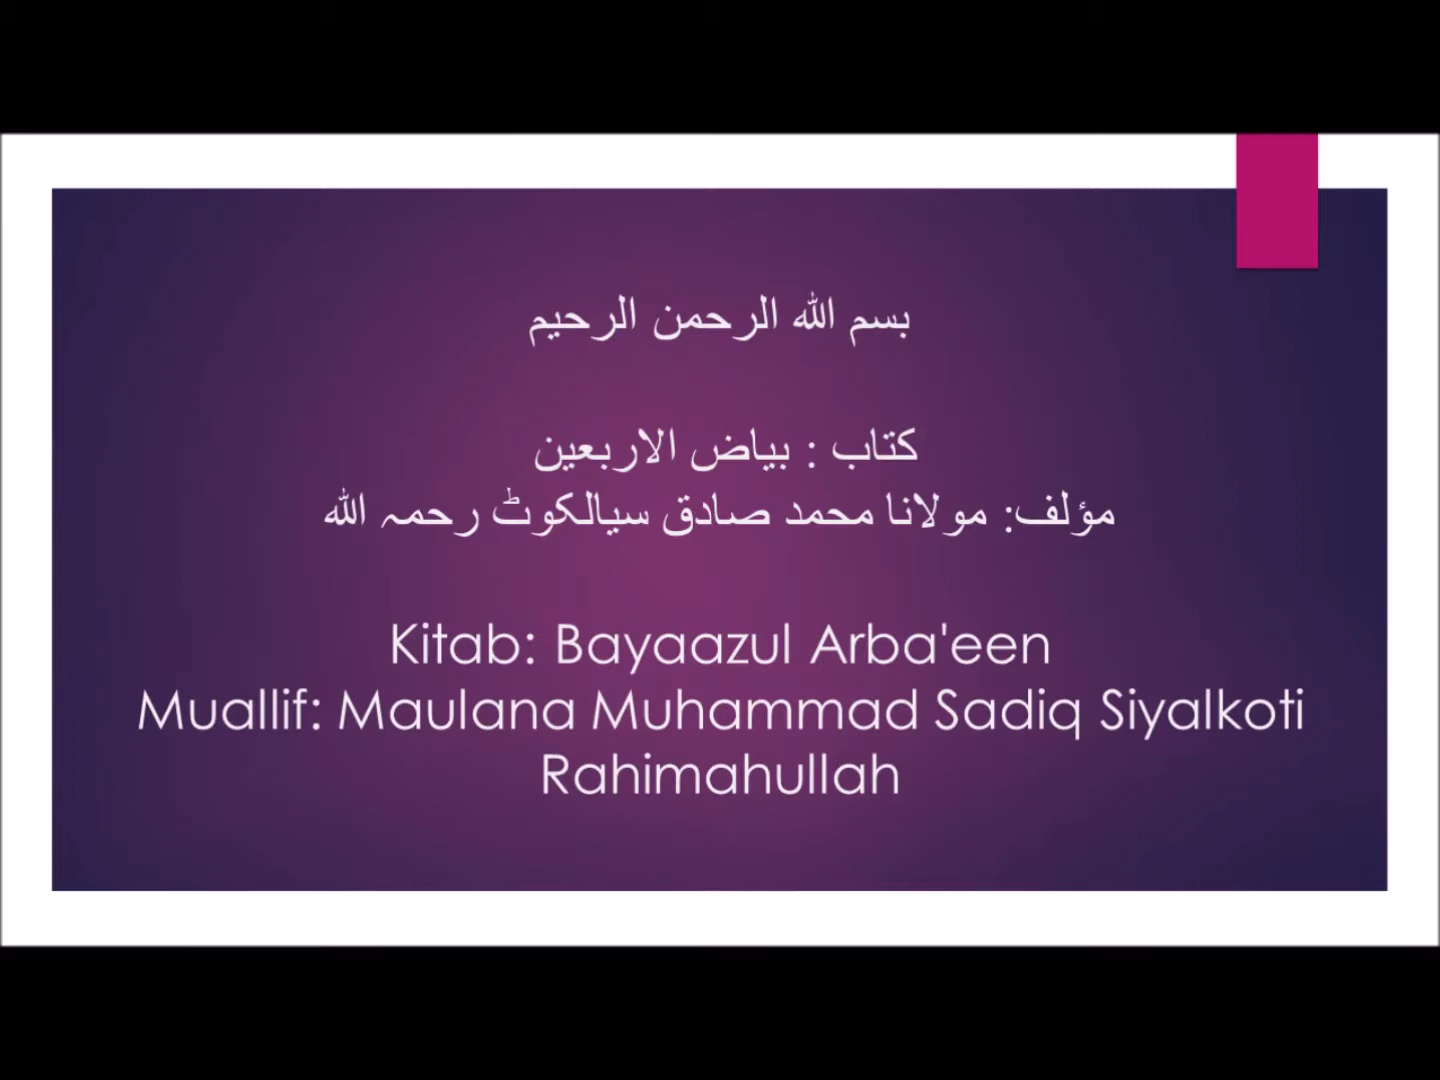 بسم الله الرحمن الرحيم
کتاب : بیاض الاربعین
مؤلف: مولانا محمد صادق سیالکوٹ رحمہ اللہ
Kitab: Bayaazul Arba'een
Muallif: Maulana Muhammad Sadiq Siyalkoti
Rahimahullah